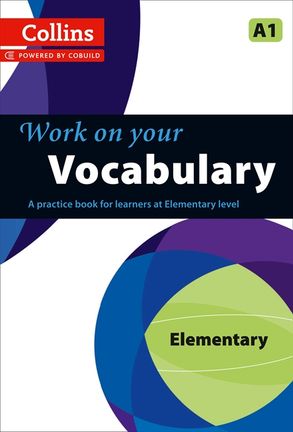 Collins
POWERED BY COBUILD
A1
Work on your
Vocabulary
A practice book for learners at Elementary level
Elementary